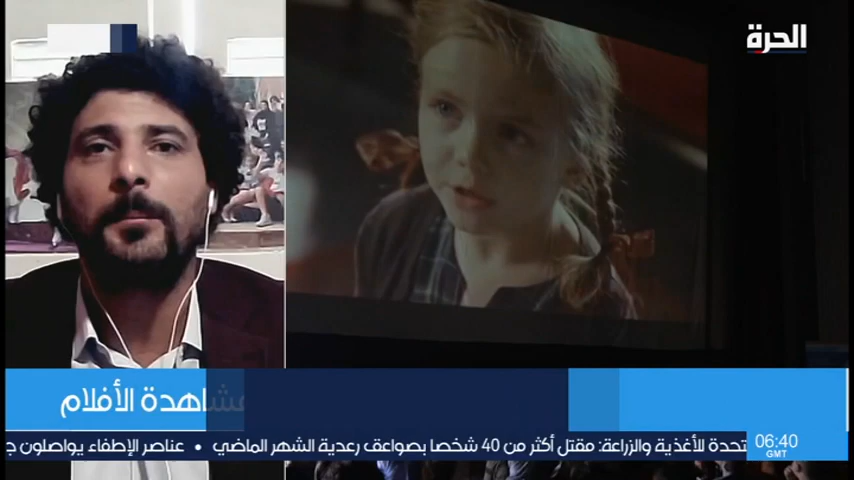 الحرة
مشاهدة الأفلام
06:40
GMT
تحدة للأغذية والزراعة: مقتل أكثر من 40 شخصا بصواعف رعدية الشهر الماضي • عناصر الإطفاء يواصلون ج